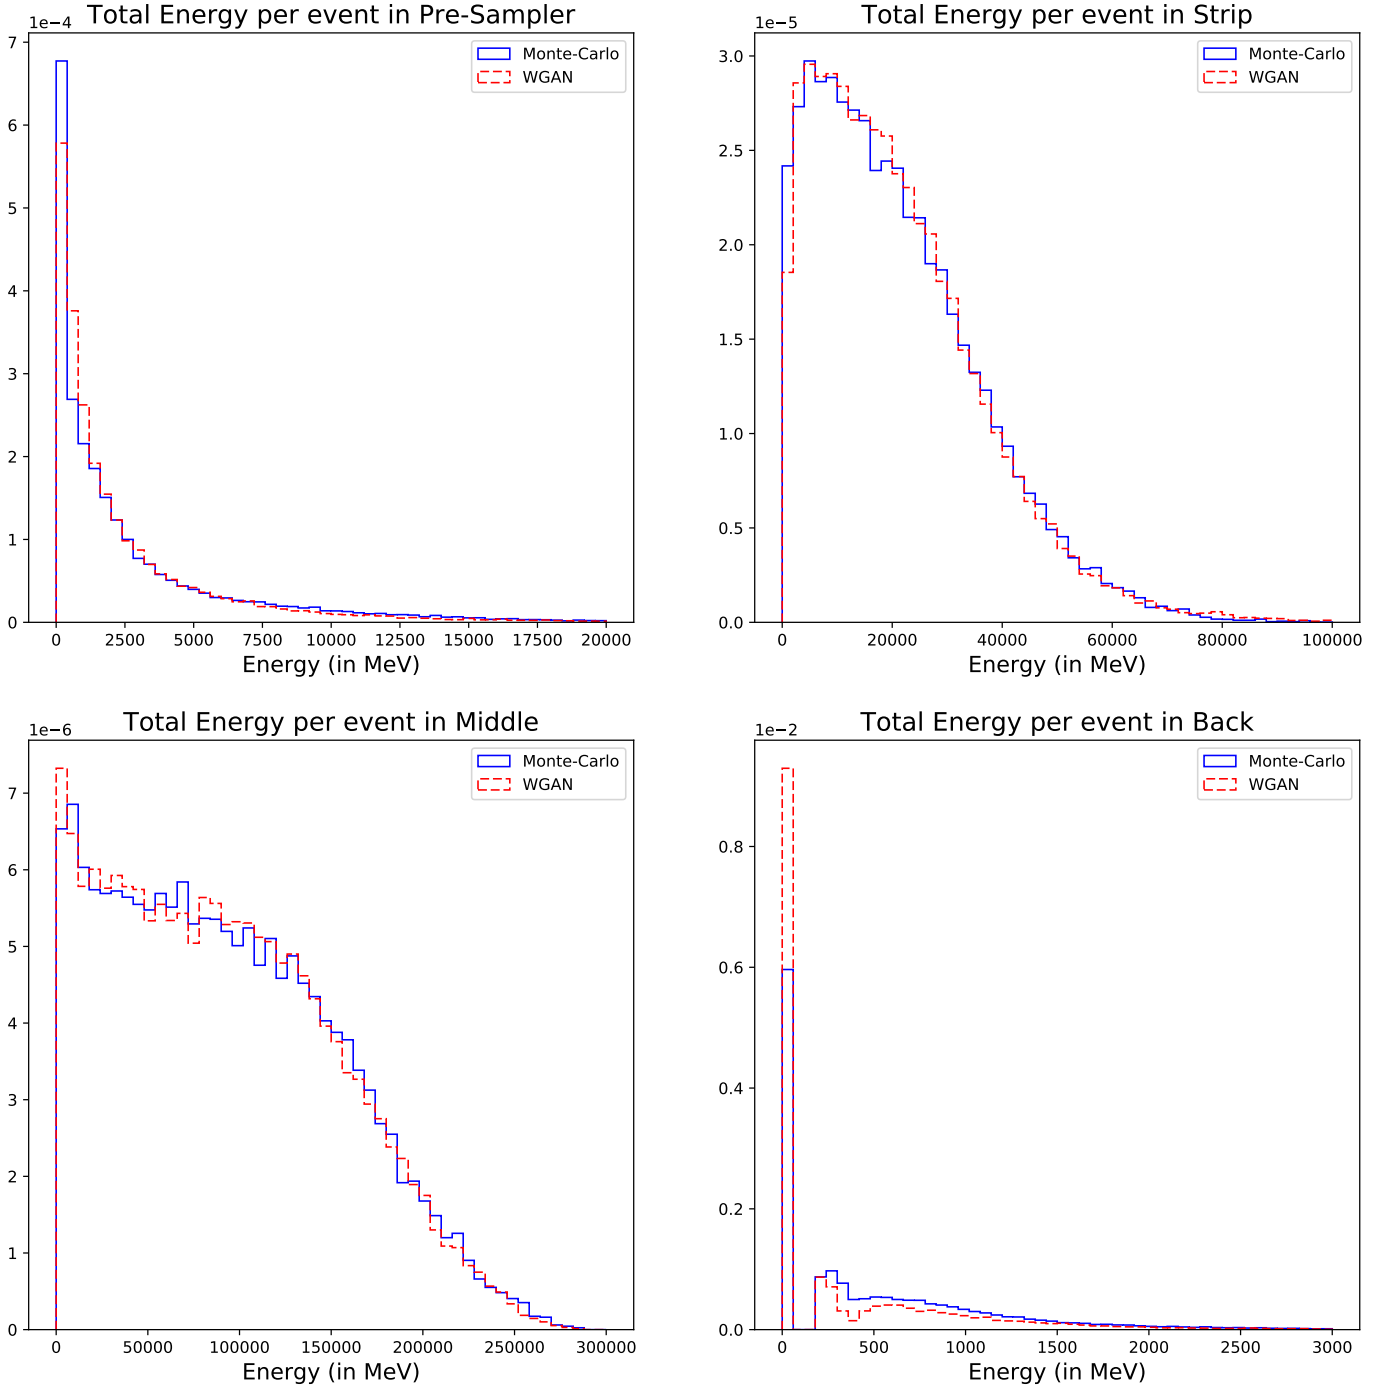 Total Energy per event in Pre-Sampler
1e−4
7
6
5
4
3
2
1
0
Monte-Carlo
WGAN
0 2500 5000 7500 10000 12500 15000 17500 20000
Energy (in MeV)
Total Energy per event in Strip
1e−5
3.0
2.5
2.0
1.5
1.0
0.5
0.0
Monte-Carlo
WGAN
0 20000 40000 60000 80000 100000
Energy (in MeV)
Total Energy per event in Middle
1e−6
7
6
5
4
3
2
1
0
Monte-Carlo
WGAN
0 50000 100000 150000 200000 250000 300000
Energy (in MeV)
Total Energy per event in Back
1e−2
0.8
0.6
0.4
0.2
0.0
Monte-Carlo
WGAN
0 500 1000 1500 2000 2500 3000
Energy (in MeV)